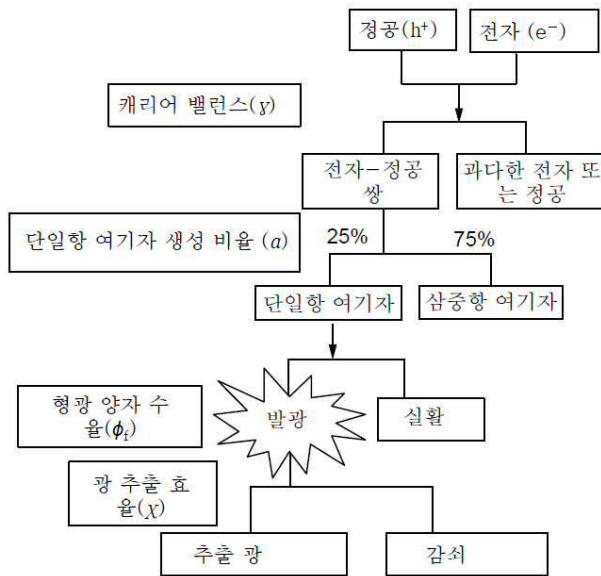 정공(h⁺)
전자 (e⁻)
캐리어 밸런스(γ)
전자-정공
쌍
과다한 전자 또
는 정공
단일항 여기자 생성 비율 (a)
25%
75%
단일항 여기자
삼중항 여기자
형광 양자 수
율(ϕf)
발광
실활
광 추출 효
율(χ)
추출 광
감쇠